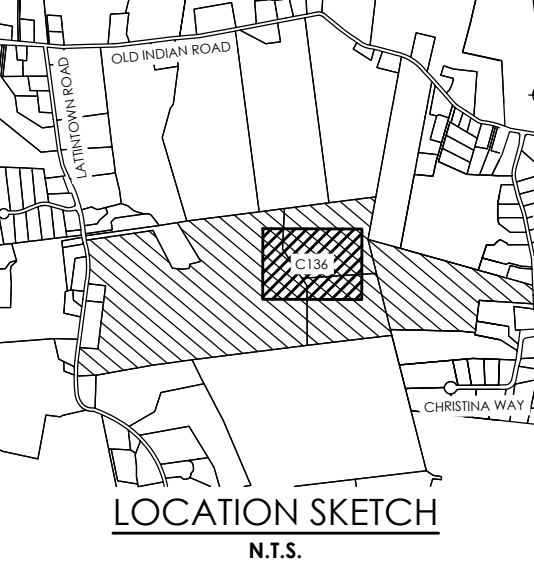 OLD INDIAN ROAD
LATTINTOWN ROAD
C136
CHRISTINA WAY
LOCATION SKETCH
N.T.S.